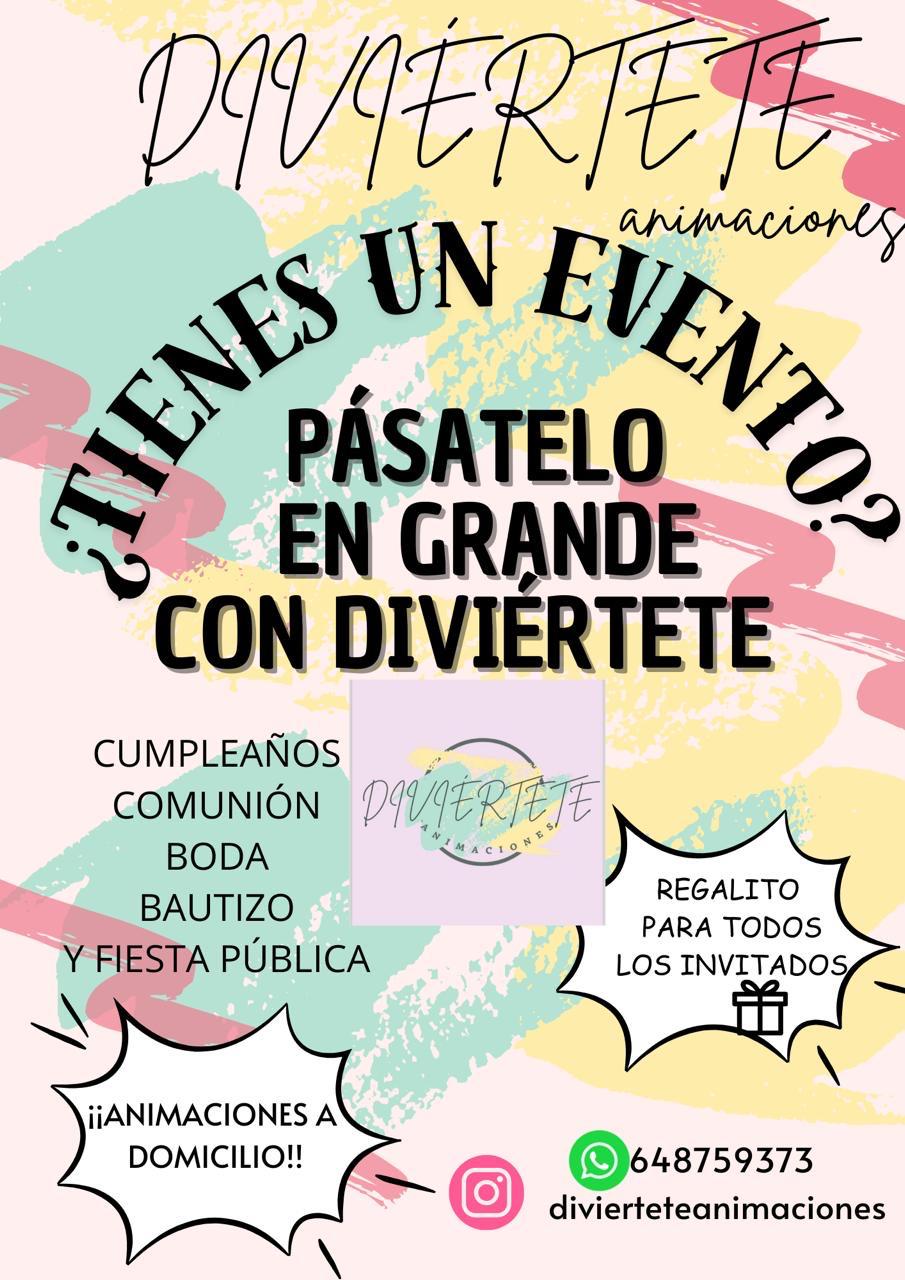 DIVIÉRTETE
animaciones
¿TIENES UN EVENTO?
PÁSATELO
EN GRANDE
CON DIVIÉRTETE
CUMPLEAÑOS
COMUNIÓN
BODA
BAUTIZO
Y FIESTA PÚBLICA
DIVIÉRTETE
ANIMACIONES
REGALITO
PARA TODOS
LOS INVITADOS
¡¡ANIMACIONES A
DOMICILIO!!
648759373
divierteteanimaciones